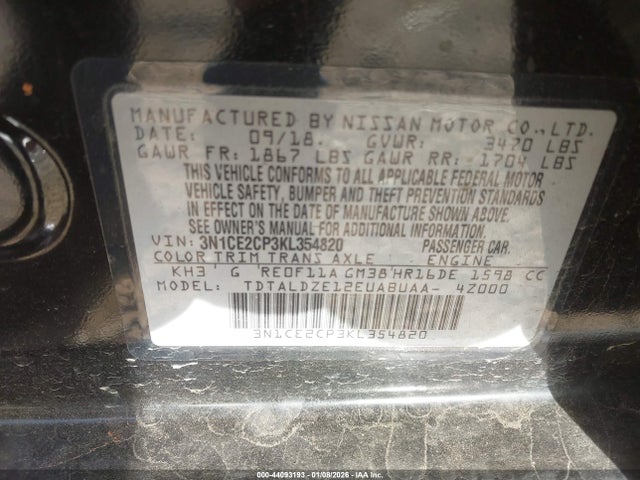 MANUFACTURED BY NISSAN MOTOR CO., LTD.
DATE: 09/18. GVWR: 3470 LBS
GAWR FR: 1867 LBS GAWR RR: 1704 LBS
THIS VEHICLE CONFORMS TO ALL APPLICABLE FEDERAL MOTOR
VEHICLE SAFETY, BUMPER AND THEFT PREVENTION STANDARDS
IN EFFECT ON THE DATE OF MANUFACTURE SHOWN ABOVE.
SEE OWNER'S MANUAL FOR ADDITIONAL INFORMATION.
VIN: 3N1CE2CP3KL354820 PASSENGER CAR.
COLOR TRIM TRANS AXLE ENGINE
KH3 G RE0F11A GM38 HR16DE 1598 CC
MODEL: TDTALDZE12EUABUAA- 4Z000
3N1CE2CP3KL354820
000-44093193 - 01/08/2026 - © IAA, LLC